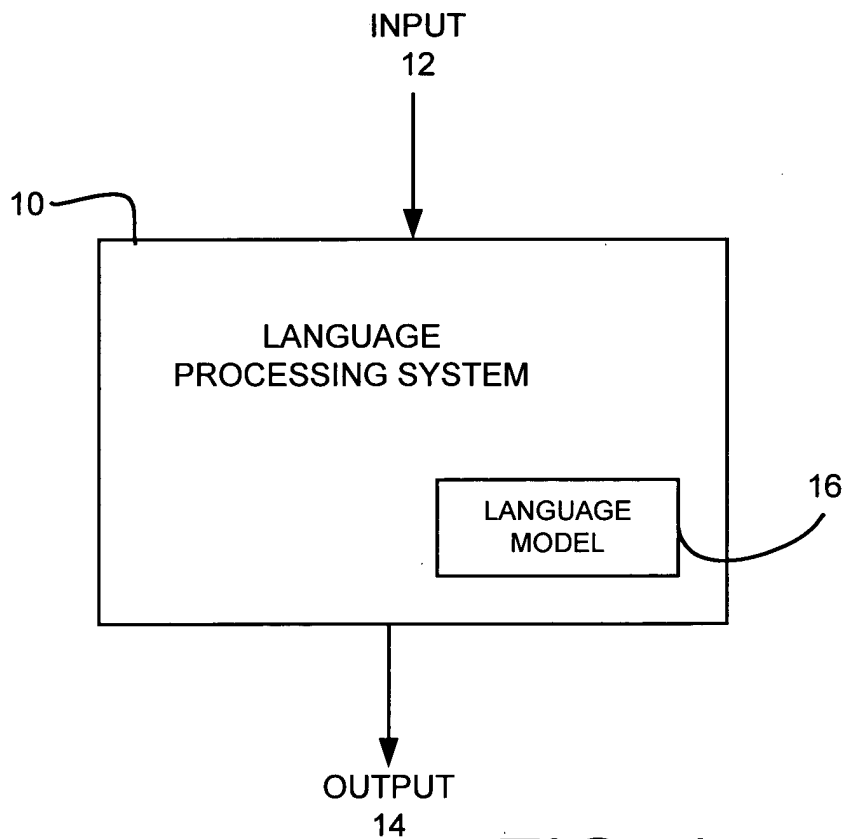 INPUT
12
10
LANGUAGE
PROCESSING SYSTEM
16
LANGUAGE
MODEL
OUTPUT
14